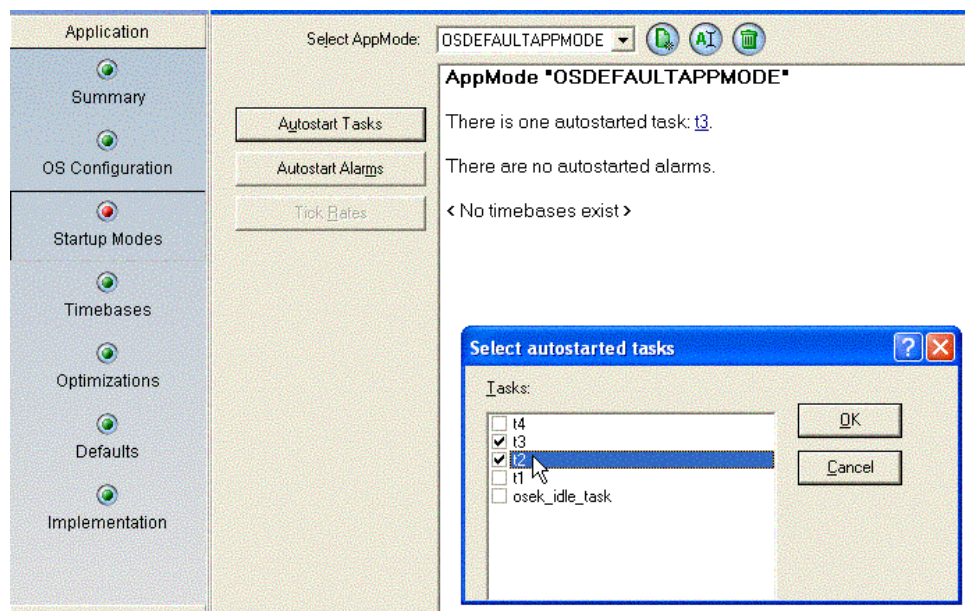 Application
Summary
OS Configuration
Startup Modes
Timebases
Optimizations
Defaults
Implementation
Select AppMode: OSDEFAULTAPPMODE
Autostart Tasks
Autostart Alarms
Tick Rates
AppMode "OSDEFAULTAPPMODE"
There is one autostarted task: t3.
There are no autostarted alarms.
< No timebases exist >
Select autostarted tasks
Tasks:
t4
t3
t2
t1
osek_idle_task
OK
Cancel